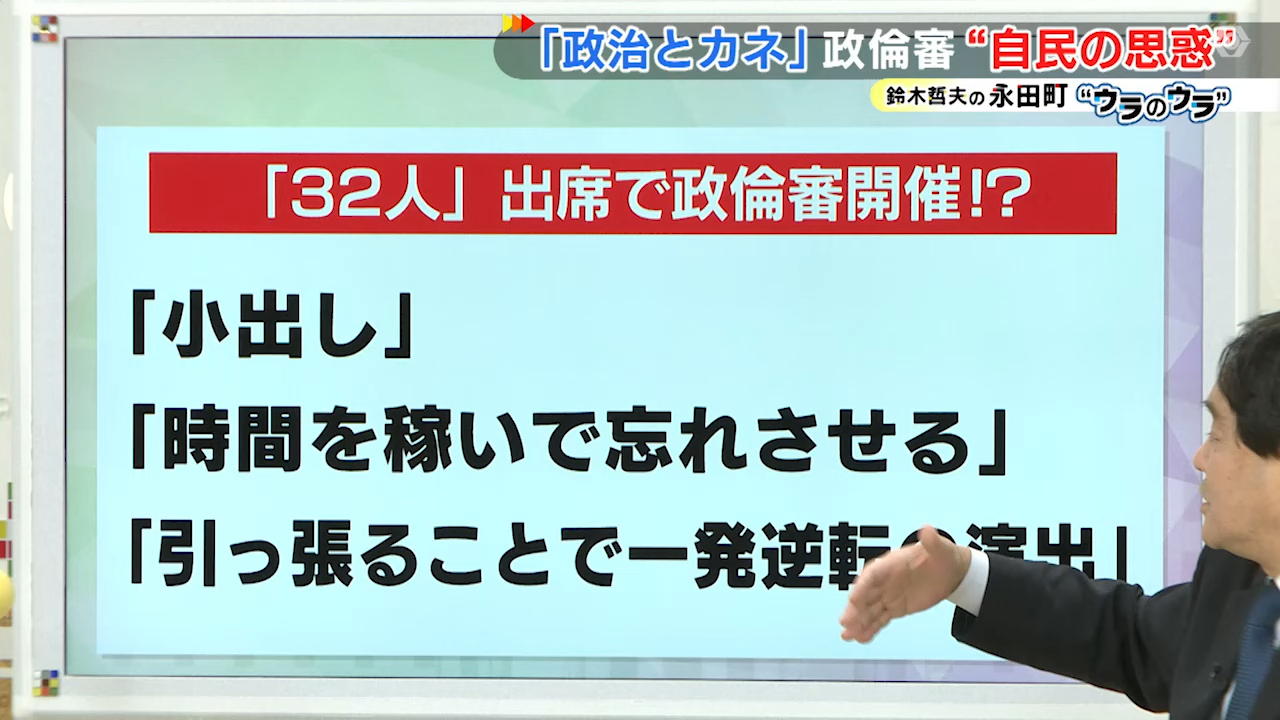 「政治とカネ」政倫審“自民の思惑”
鈴木哲夫の永田町“ウラのウラ”
「32人」出席で政倫審開催!?
「小出し」
「時間を稼いで忘れさせる」
「引っ張ることで一発逆転の演出」